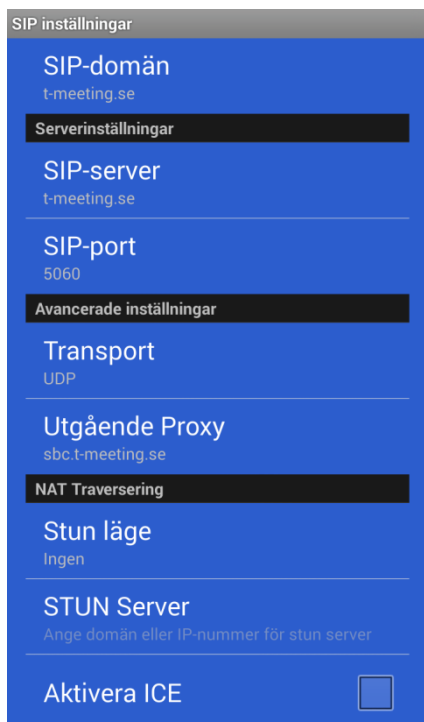 SIP inställningar
SIP-domän
t-meeting.se
Serverinställningar
SIP-server
t-meeting.se
SIP-port
5060
Avancerade inställningar
Transport
UDP
Utgående Proxy
sbc.t-meeting.se
NAT Traversering
Stun läge
Ingen
STUN Server
Ange domän eller IP-nummer för stun server
Aktivera ICE